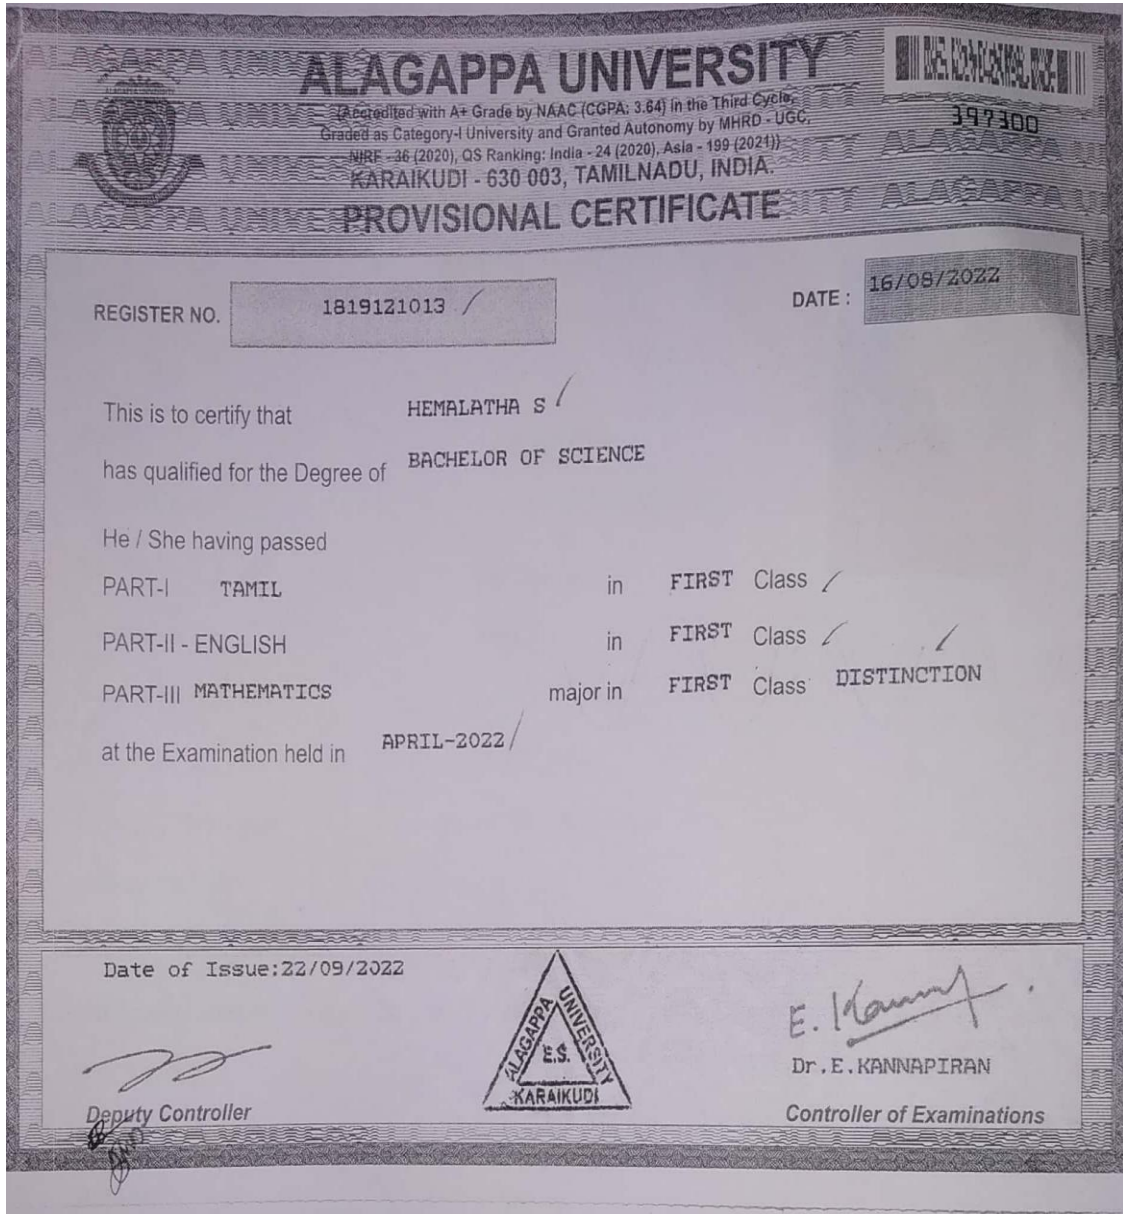 ALAGAPPA UNIVERSITY
(Accredited with A+ Grade by NAAC (CGPA: 3.64) in the Third Cycle,
Graded as Category-I University and Granted Autonomy by MHRD - UGC,
NIRF - 36 (2020), QS Ranking: India - 24 (2020), Asia - 199 (2021))
KARAIKUDI - 630 003, TAMILNADU, INDIA.
397300
PROVISIONAL CERTIFICATE
REGISTER NO. 1819121013 DATE : 16/08/2022
This is to certify that HEMALATHA S
has qualified for the Degree of BACHELOR OF SCIENCE
He / She having passed
PART-I TAMIL in FIRST Class
PART-II - ENGLISH in FIRST Class
PART-III MATHEMATICS major in FIRST Class DISTINCTION
at the Examination held in APRIL-2022
Date of Issue:22/09/2022
ALAGAPPA UNIVERSITY
E.S.
KARAIKUDI
Dr.E.KANNAPIRAN
Deputy Controller Controller of Examinations